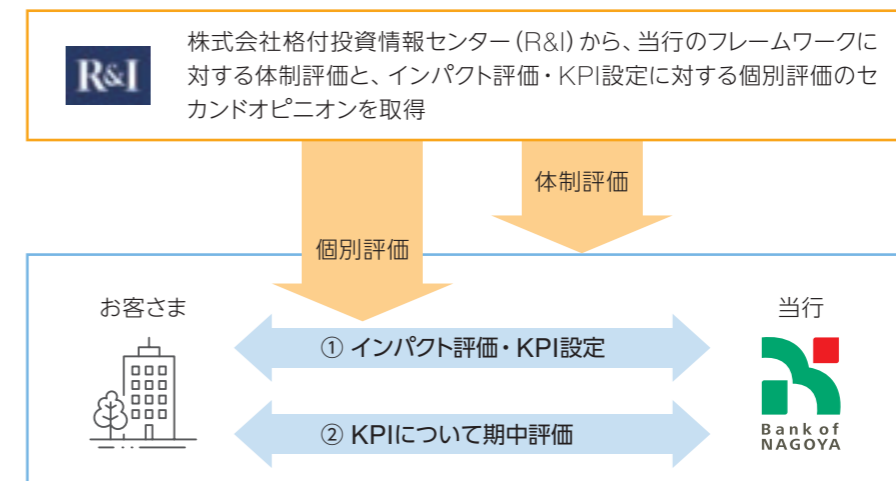 R&I
株式会社格付投資情報センター(R&I)から、当行のフレームワークに
対する体制評価と、インパクト評価・KPI設定に対する個別評価のセ
カンドオピニオンを取得
体制評価
個別評価
お客さま
当行
① インパクト評価・KPI設定
② KPIについて期中評価
Bank of
NAGOYA